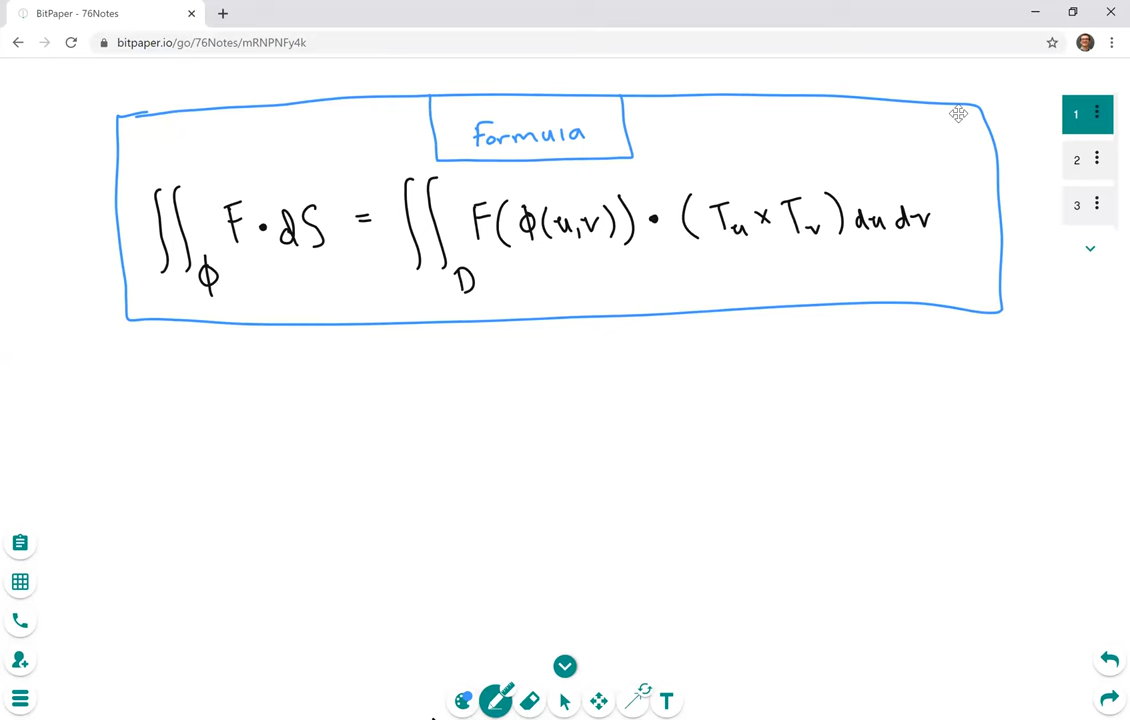 BitPaper - 76Notes
bitpaper.io/go/76Notes/mRNPNFy4k
Formula
∬_Φ F · dS = ∬_D F(Φ(u,v)) · (T_u × T_v) du dv
1
2
3
T